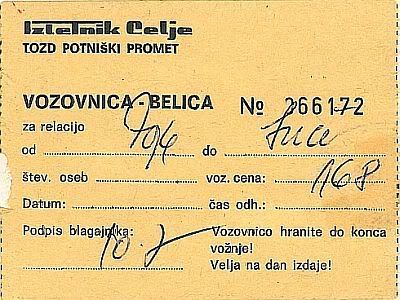 Izletnik Celje
TOZD POTNIŠKI PROMET
VOZOVNICA - BELICA № 266172
za relacijo
od do
štev. oseb voz. cena: 168
Datum: čas odh.:
Podpis blagajnika: Vozovnico hranite do konca
vožnje!
Velja na dan izdaje!